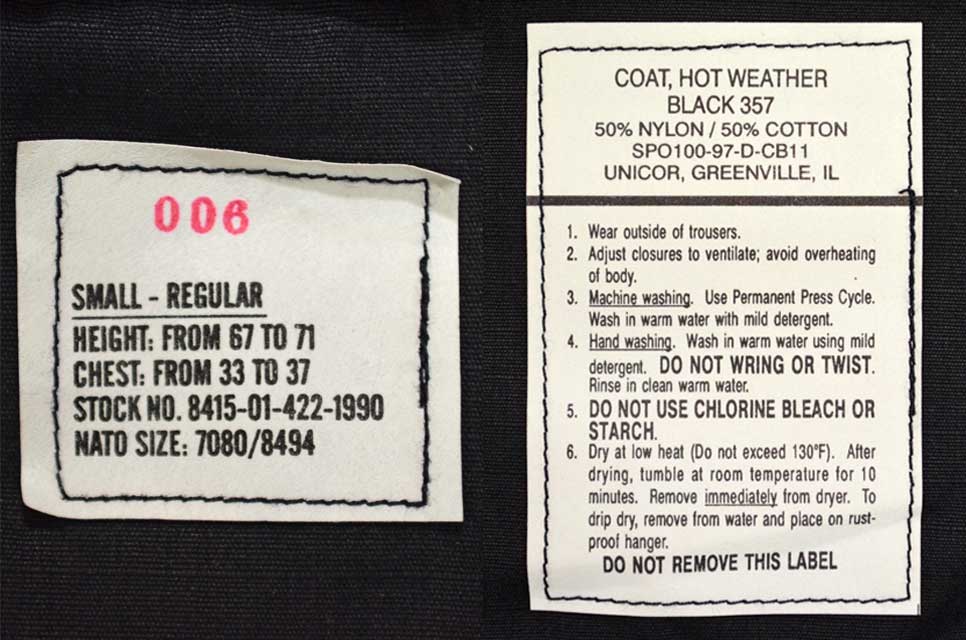 006
SMALL - REGULAR
HEIGHT: FROM 67 TO 71
CHEST: FROM 33 TO 37
STOCK NO. 8415-01-422-1990
NATO SIZE: 7080/8494
COAT, HOT WEATHER
BLACK 357
50% NYLON / 50% COTTON
SPO100-97-D-CB11
UNICOR, GREENVILLE, IL
1. Wear outside of trousers.
2. Adjust closures to ventilate; avoid overheating
of body.
3. Machine washing. Use Permanent Press Cycle.
Wash in warm water with mild detergent.
4. Hand washing. Wash in warm water using mild
detergent. DO NOT WRING OR TWIST.
Rinse in clean warm water.
5. DO NOT USE CHLORINE BLEACH OR
STARCH.
6. Dry at low heat (Do not exceed 130°F). After
drying, tumble at room temperature for 10
minutes. Remove immediately from dryer. To
drip dry, remove from water and place on rust-
proof hanger.
DO NOT REMOVE THIS LABEL